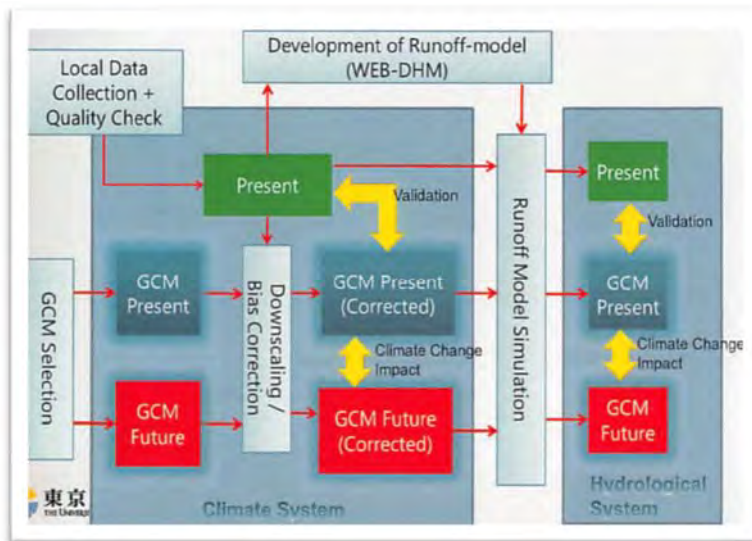 Development of Runoff-model
(WEB-DHM)
Local Data
Collection +
Quality Check
Present
Validation
Present
Validation
GCM Selection
GCM
Present
Downscaling /
Bias Correction
GCM Present
(Corrected)
Runoff Model Simulation
GCM
Present
Climate Change
Impact
Climate Change
Impact
GCM
Future
GCM Future
(Corrected)
GCM
Future
東京
THE UNIVER
Climate System
Hydrological
System